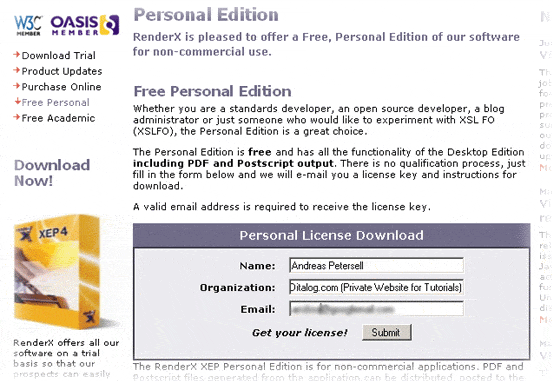 W3C
MEMBER
OASIS
MEMBER
Download Trial
Product Updates
Purchase Online
Free Personal
Free Academic
Download
Now!
RenderX
XEP 4
RenderX offers all our
software on a trial
basis so that our
prospects can easily
Personal Edition
RenderX is pleased to offer a Free, Personal Edition of our software
for non-commercial use.
Free Personal Edition
Whether you are a standards developer, an open source developer, a blog
administrator or just someone who would like to experiment with XSL FO
(XSLFO), the Personal Edition is a great choice.
The Personal Edition is free and has all the functionality of the Desktop Edition
including PDF and Postscript output. There is no qualification process, just
fill in the form below and we will e-mail you a license key and instructions for
download.
A valid email address is required to receive the license key.
Personal License Download
Name: Andreas Petersell
Organization: Ditalog.com (Private Website for Tutorials)
Email:
Get your license! Submit
The RenderX XEP Personal Edition is for non-commercial applications. PDF and
Postscript files generated from the application can be distributed, posted to the